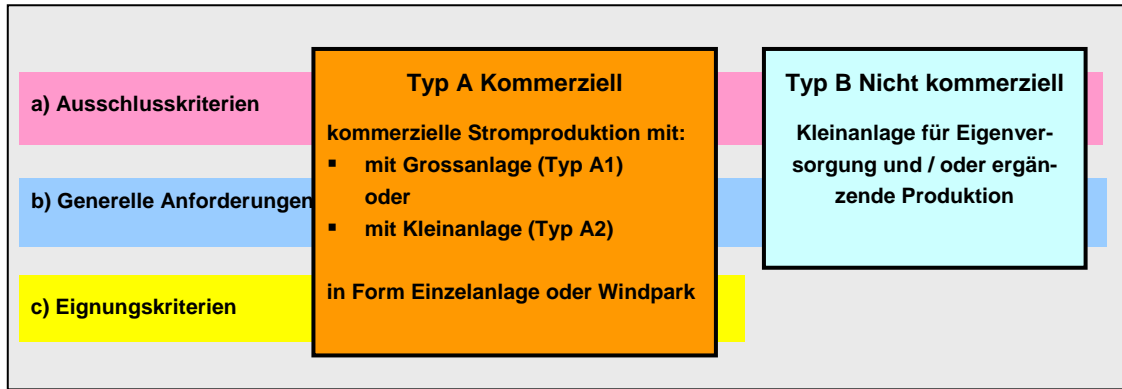 a) Ausschlusskriterien
b) Generelle Anforderungen
c) Eignungskriterien
Typ A Kommerziell
kommerzielle Stromproduktion mit:
▪ mit Grossanlage (Typ A1)
oder
▪ mit Kleinanlage (Typ A2)
in Form Einzelanlage oder Windpark
Typ B Nicht kommerziell
Kleinanlage für Eigenver-
sorgung und / oder ergän-
zende Produktion